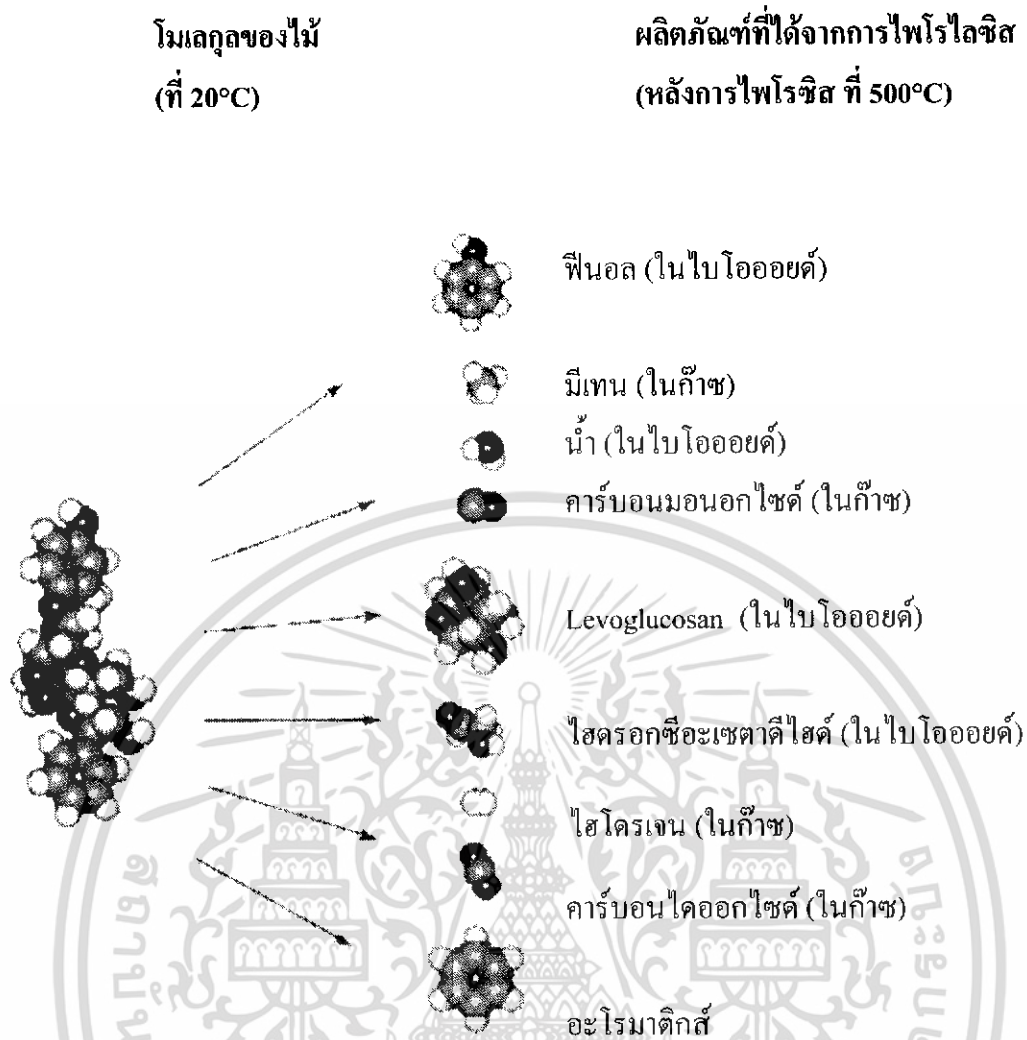 โมเลกุลของไม้
(ที่ 20°C)
ผลิตภัณฑ์ที่ได้จากการไพโรไลซิส
(หลังการไพโรซิส ที่ 500°C)
ฟีนอล (ในไบโอออยด์)
มีเทน (ในก๊าซ)
น้ำ (ในไบโอออยด์)
คาร์บอนมอนอกไซด์ (ในก๊าซ)
Levoglucosan (ในไบโอออยด์)
ไฮดรอกซีอะเซตาดีไฮด์ (ในไบโอออยด์)
ไฮโดรเจน (ในก๊าซ)
คาร์บอนไดออกไซด์ (ในก๊าซ)
อะโรมาติกส์